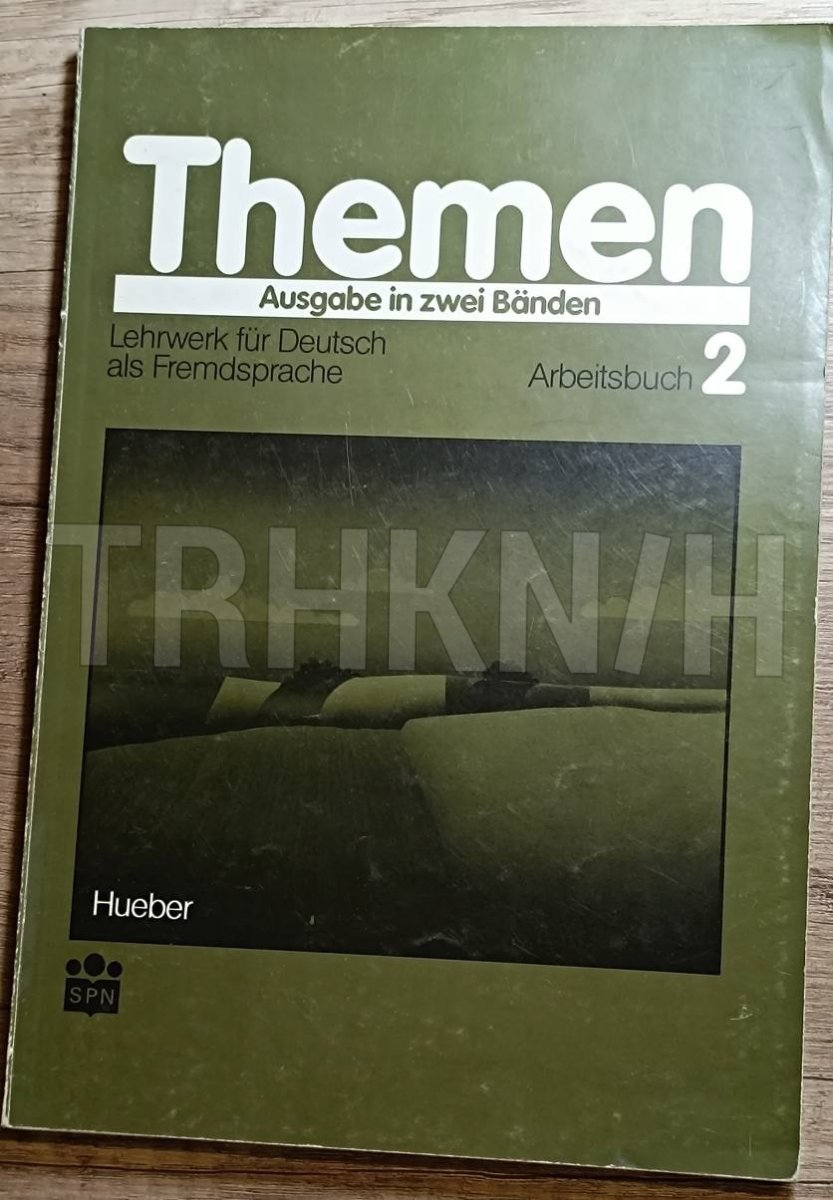 Themen
Ausgabe in zwei Bänden
Lehrwerk für Deutsch
als Fremdsprache
Arbeitsbuch 2
TRHKN/H
Hueber
SPN